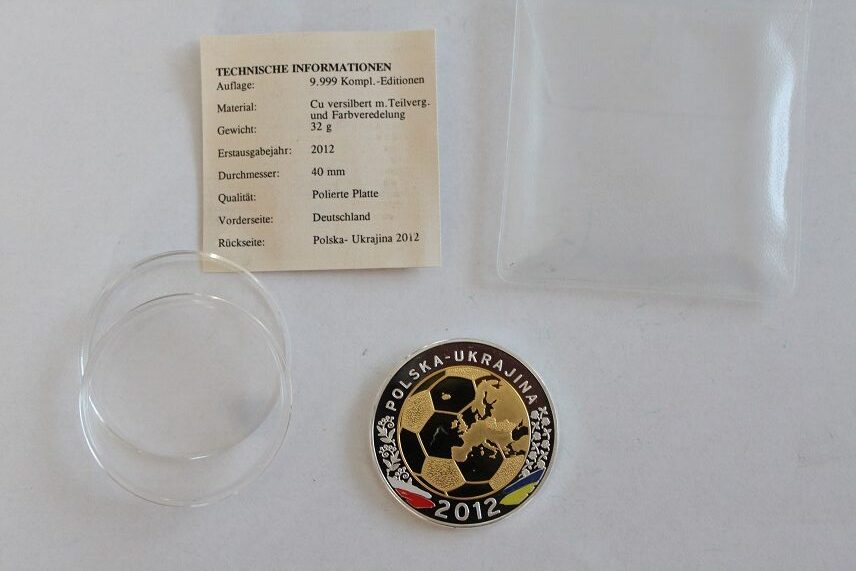 TECHNISCHE INFORMATIONEN
Auflage: 9.999 Kompl.-Editionen
Material: Cu versilbert m.Teilverg.
und Farbveredelung
Gewicht: 32 g
Erstausgabejahr: 2012
Durchmesser: 40 mm
Qualität: Polierte Platte
Vorderseite: Deutschland
Rückseite: Polska- Ukrajina 2012
POLSKA-UKRAJINA
2012